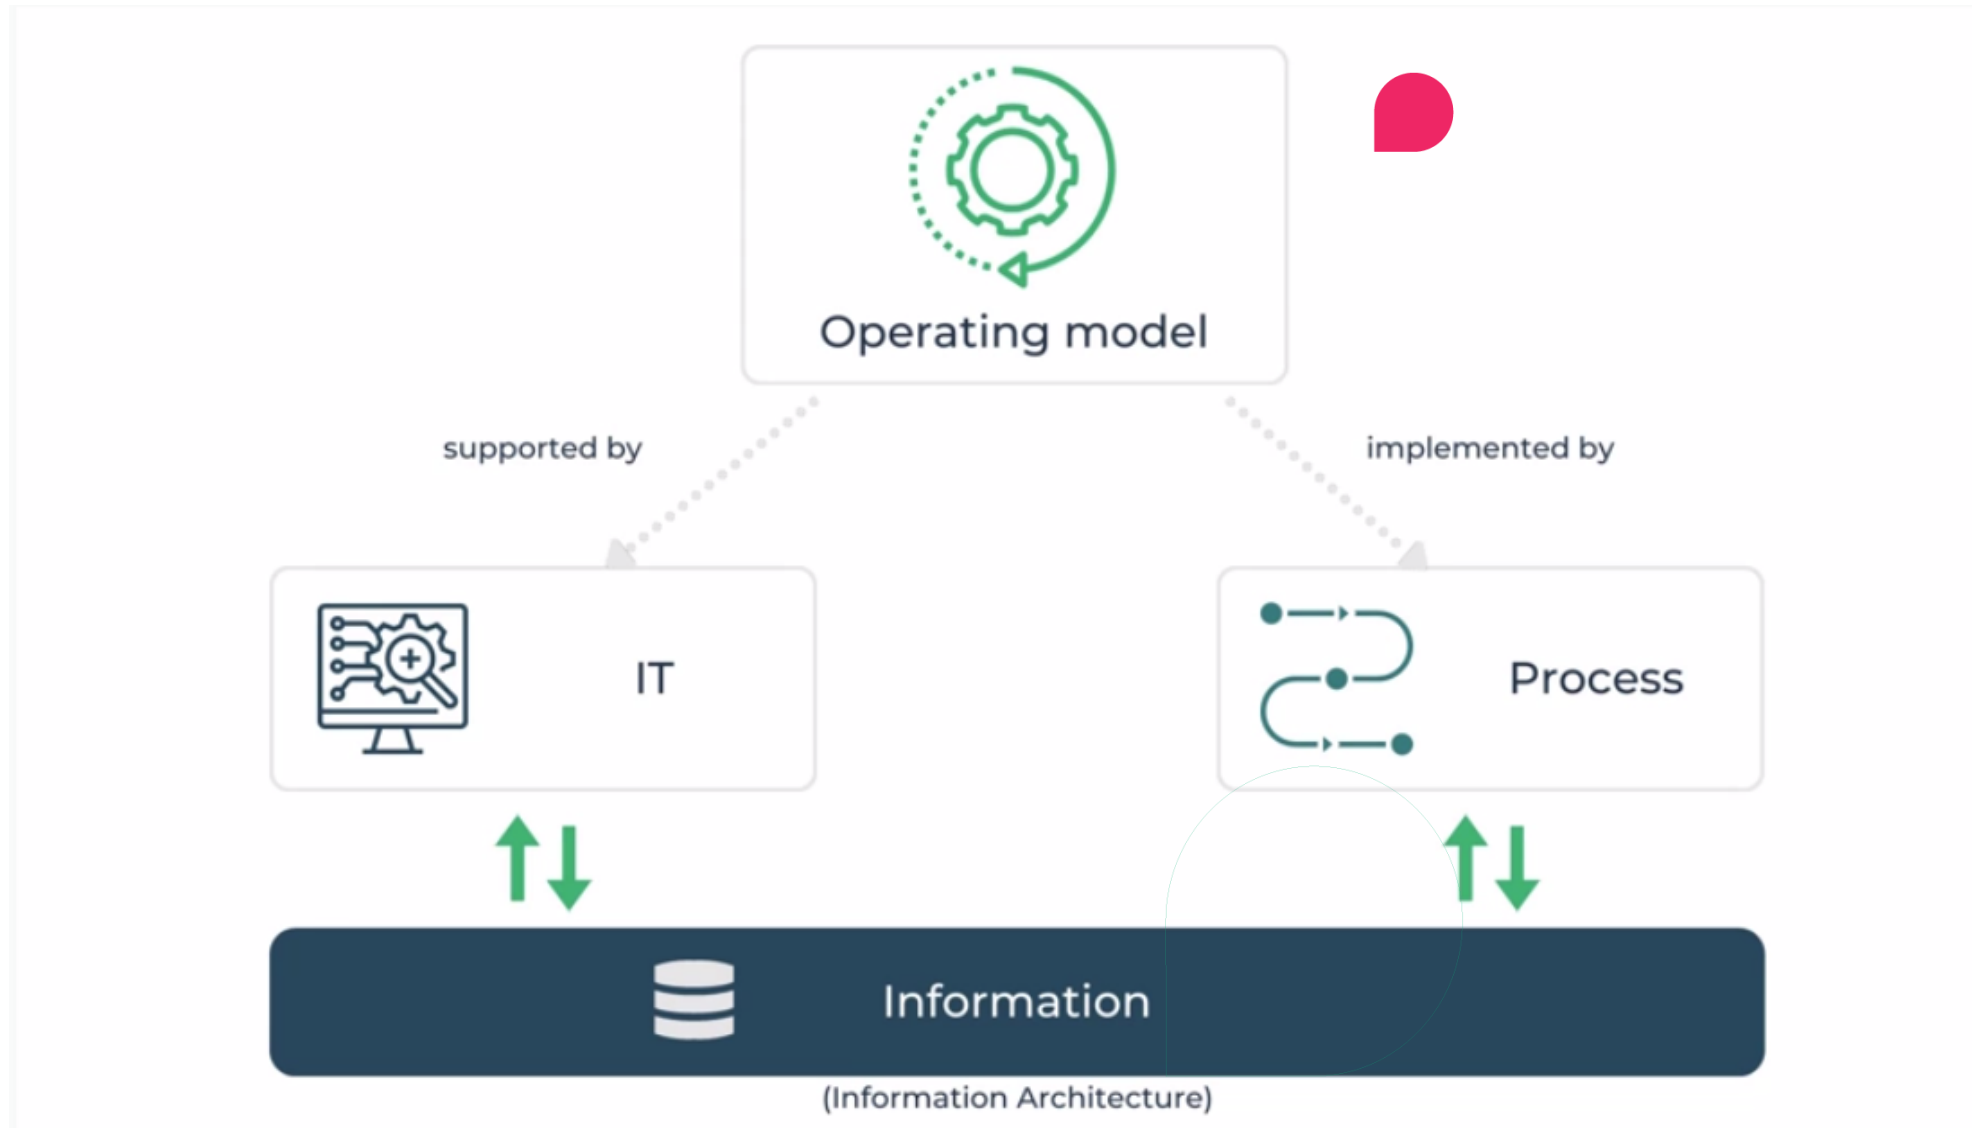 Operating model
supported by
implemented by
IT
Process
Information
(Information Architecture)